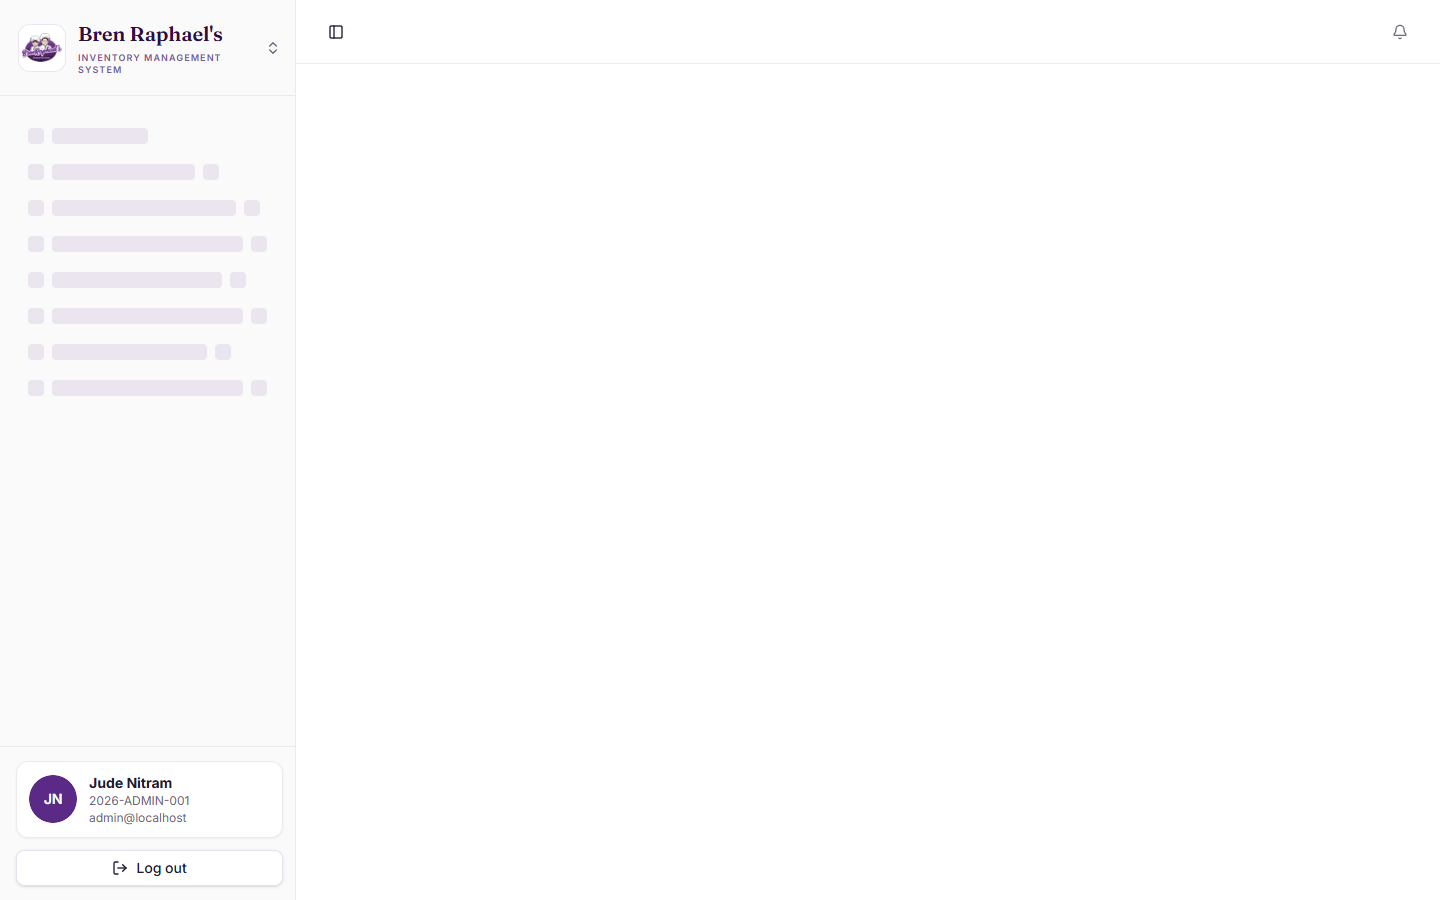 Bren Raphael's
INVENTORY MANAGEMENT
SYSTEM
JN
Jude Nitram
2026-ADMIN-001
admin@localhost
Log out